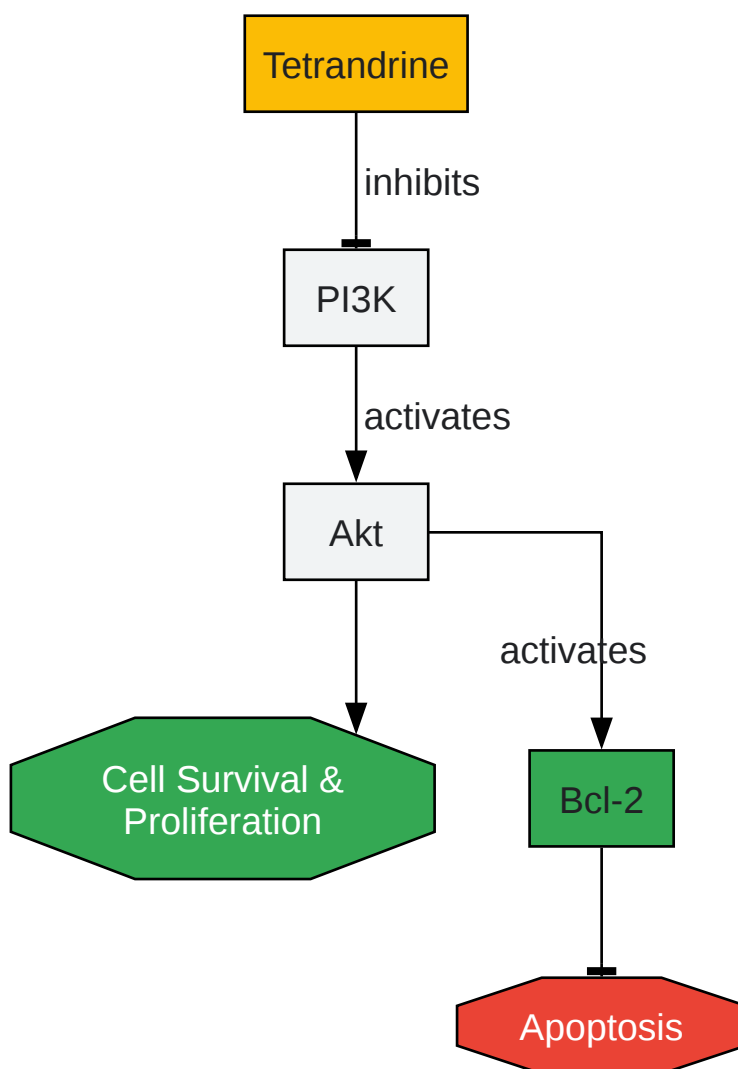 Tetrandrine
inhibits
PI3K
activates
Akt
activates
Cell Survival &
Proliferation
Bcl-2
Apoptosis